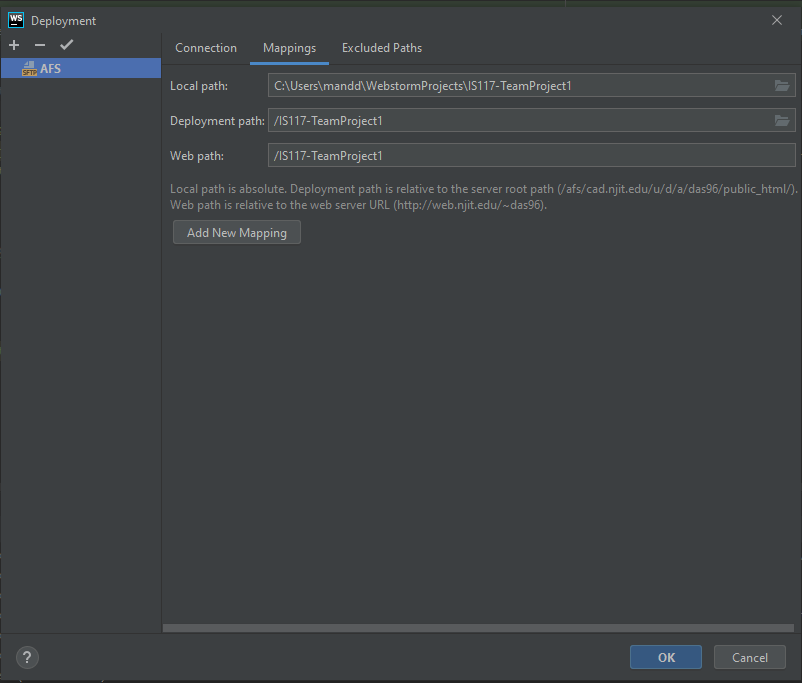 WS
Deployment
Connection
Mappings
Excluded Paths
SFTP
AFS
Local path:
C:\Users\mandd\WebstormProjects\IS117-TeamProject1
Deployment path:
/IS117-TeamProject1
Web path:
/IS117-TeamProject1
Local path is absolute. Deployment path is relative to the server root path (/afs/cad.njit.edu/u/d/a/das96/public_html/).
Web path is relative to the web server URL (http://web.njit.edu/~das96).
Add New Mapping
?
OK
Cancel